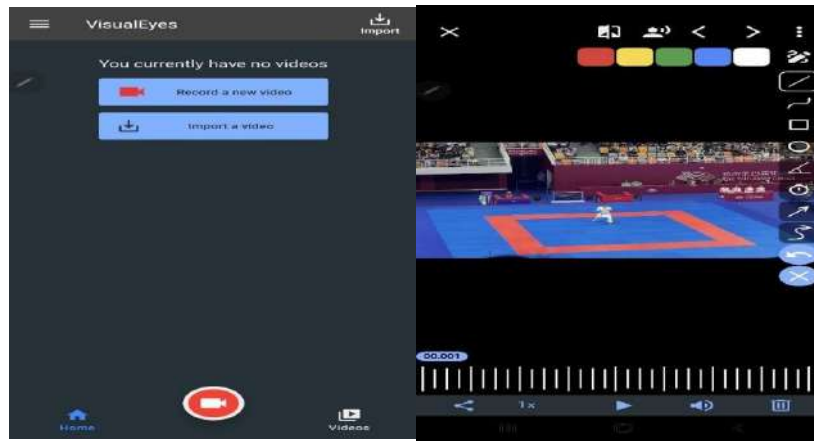 VisualEyes
Import
You currently have no videos
Record a new video
Import a video
Home
Videos
00.001
1x